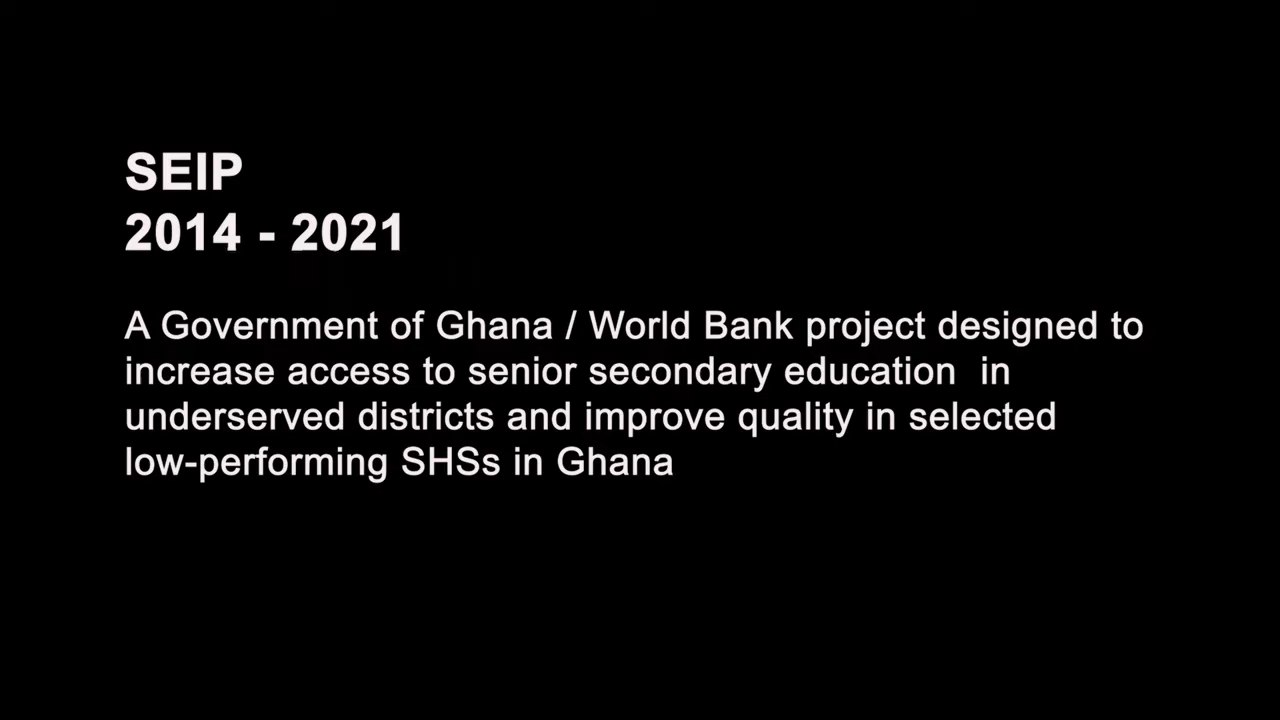 SEIP
2014 - 2021
A Government of Ghana / World Bank project designed to
increase access to senior secondary education  in
underserved districts and improve quality in selected
low-performing SHSs in Ghana